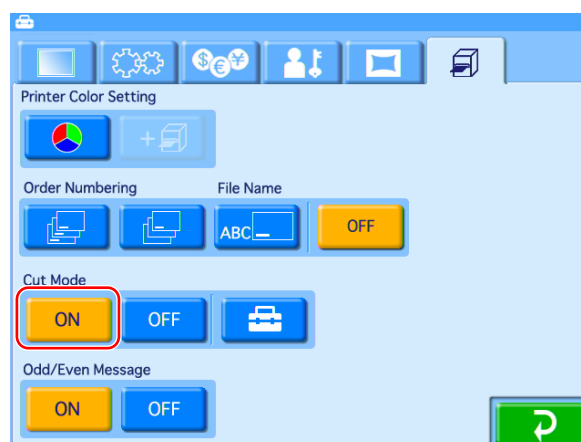 $€¥
Printer Color Setting
Order Numbering File Name
ABC OFF
Cut Mode
ON OFF
Odd/Even Message
ON OFF